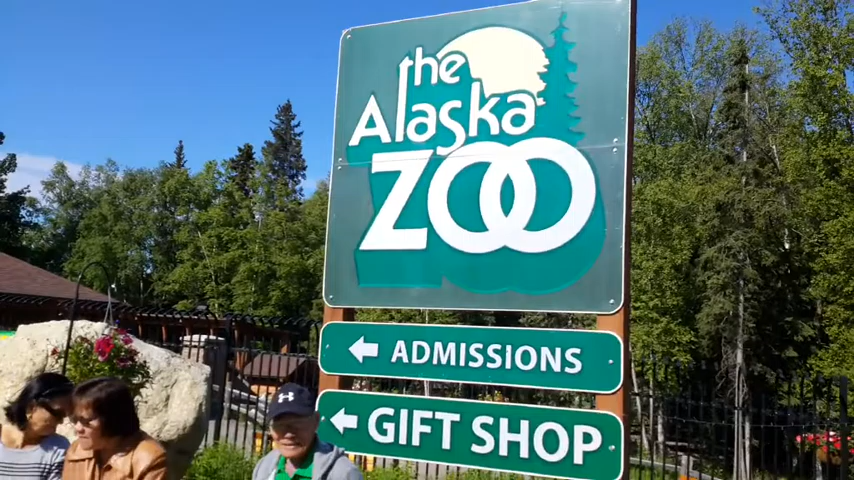 the
Alaska
ZOO
← ADMISSIONS
← GIFT SHOP